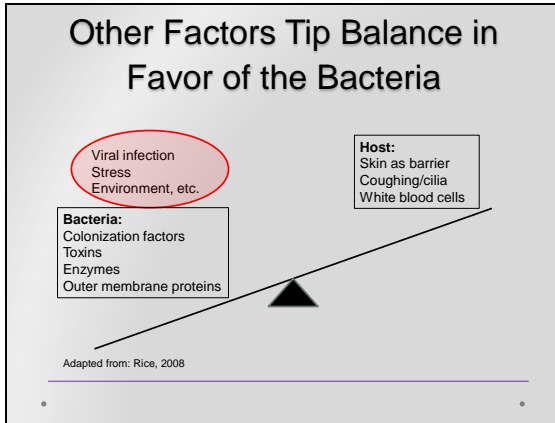 Other Factors Tip Balance in
Favor of the Bacteria
Viral infection
Stress
Environment, etc.
Host:
Skin as barrier
Coughing/cilia
White blood cells
Bacteria:
Colonization factors
Toxins
Enzymes
Outer membrane proteins
Adapted from: Rice, 2008